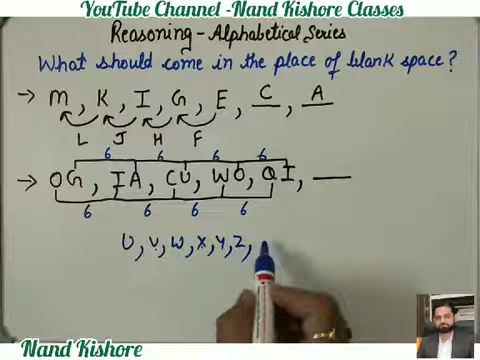 YouTube Channel -Nand Kishore Classes
Reasoning - Alphabetical Series
What should come in the place of blank space?
→ M, K, I, G, E, C, A
L J H F
6 6 6 6
→ OG, IA, CU, WO, QI, ___
6 6 6 6
U, V, W, X, Y, Z,
Nand Kishore